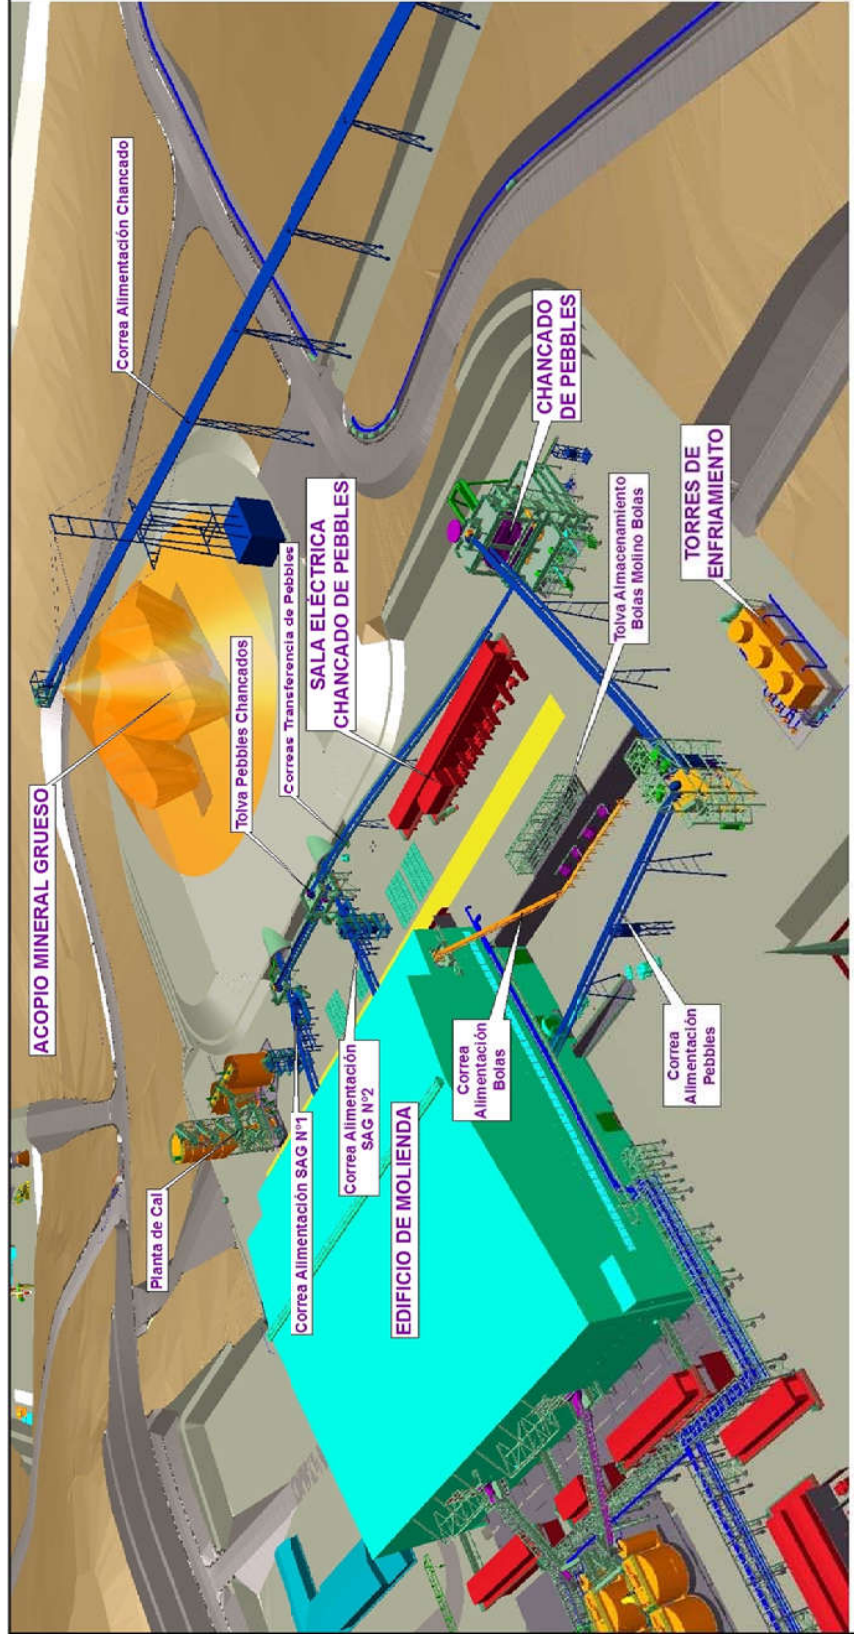 ACOPIO MINERAL GRUESO
Correa Alimentación Chancado
Planta de Cal
Tolva Pebbles Chancados
Correas Transferencia de Pebbles
SALA ELÉCTRICA
CHANCADO DE PEBBLES
Correa Alimentación SAG Nº1
Correa Alimentación
SAG Nº2
EDIFICIO DE MOLIENDA
Correa
Alimentación
Bolas
CHANCADO
DE PEBBLES
Tolva Almacenamiento
Bolas Molino Bolas
Correa
Alimentación
Pebbles
TORRES DE
ENFRIAMIENTO